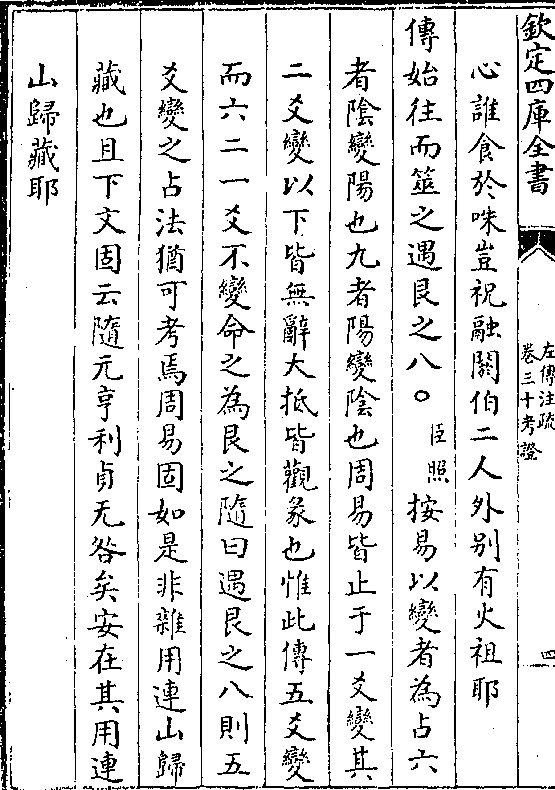 欽定四庫全書
左傳注疏
卷三十考證
四
心誰食於咮豈祝融閼伯二人外别有火祖耶
傳始往而筮之遇艮之八○臣照按易以變者為占六
者陰變陽也九者陽變陰也周易皆止于一爻變其
二爻變以下皆無辭大抵皆觀彖也惟此傳五爻變
而六二一爻不變命之為艮之隨曰遇艮之八則五
爻變之占法猶可考焉周易固如是非雜用連山歸
藏也且下文固云隨元亨利貞无咎矣安在其用連
山歸藏耶